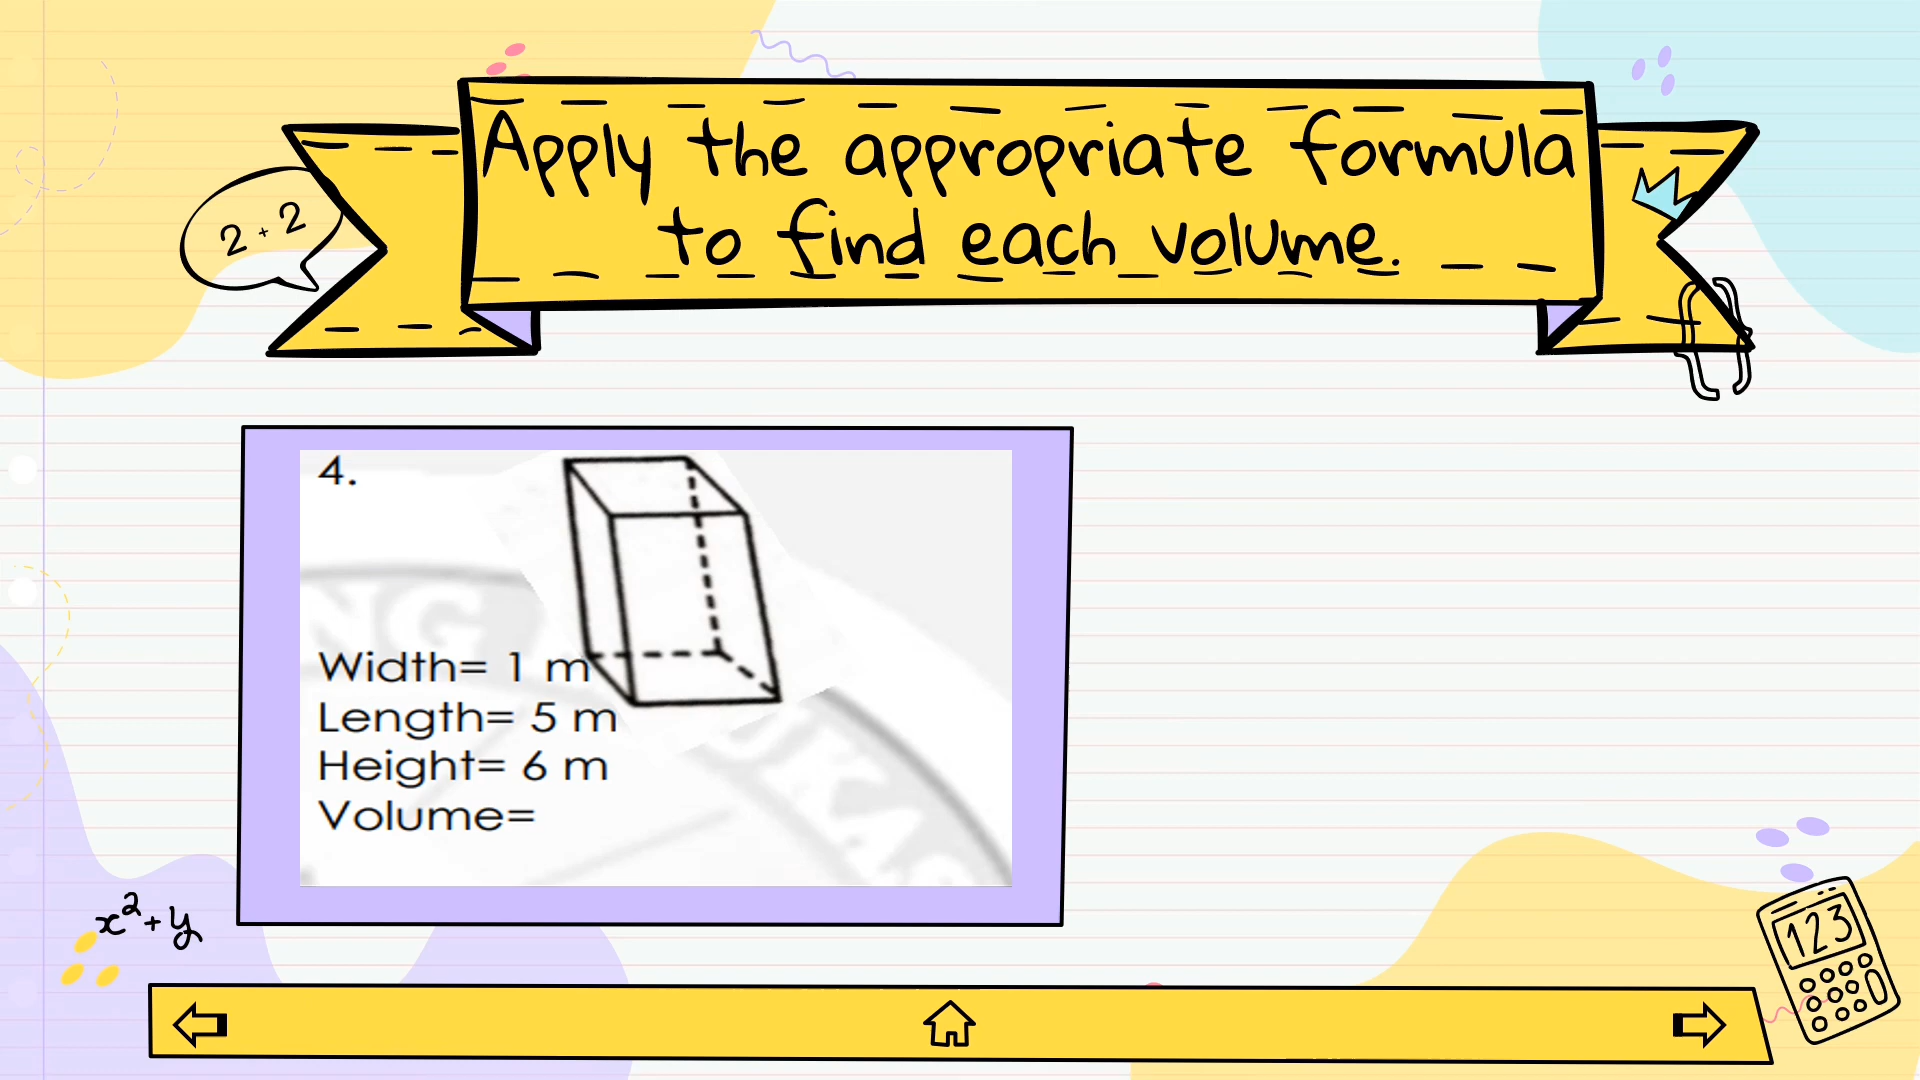 Apply the appropriate formula
to find each volume.
2 + 2
4.
NG
Width= 1 m
Length= 5 m
Height= 6 m
Volume=
x²+y
123